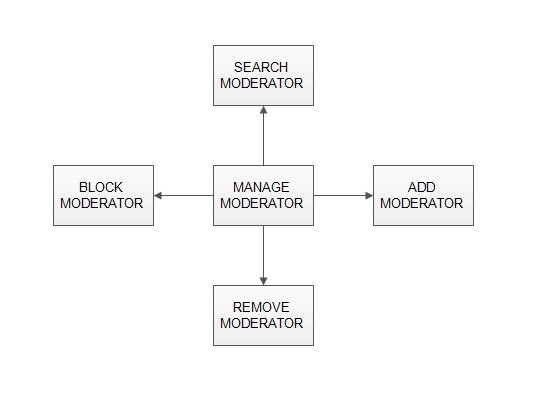 SEARCH
MODERATOR
BLOCK
MODERATOR
MANAGE
MODERATOR
ADD
MODERATOR
REMOVE
MODERATOR